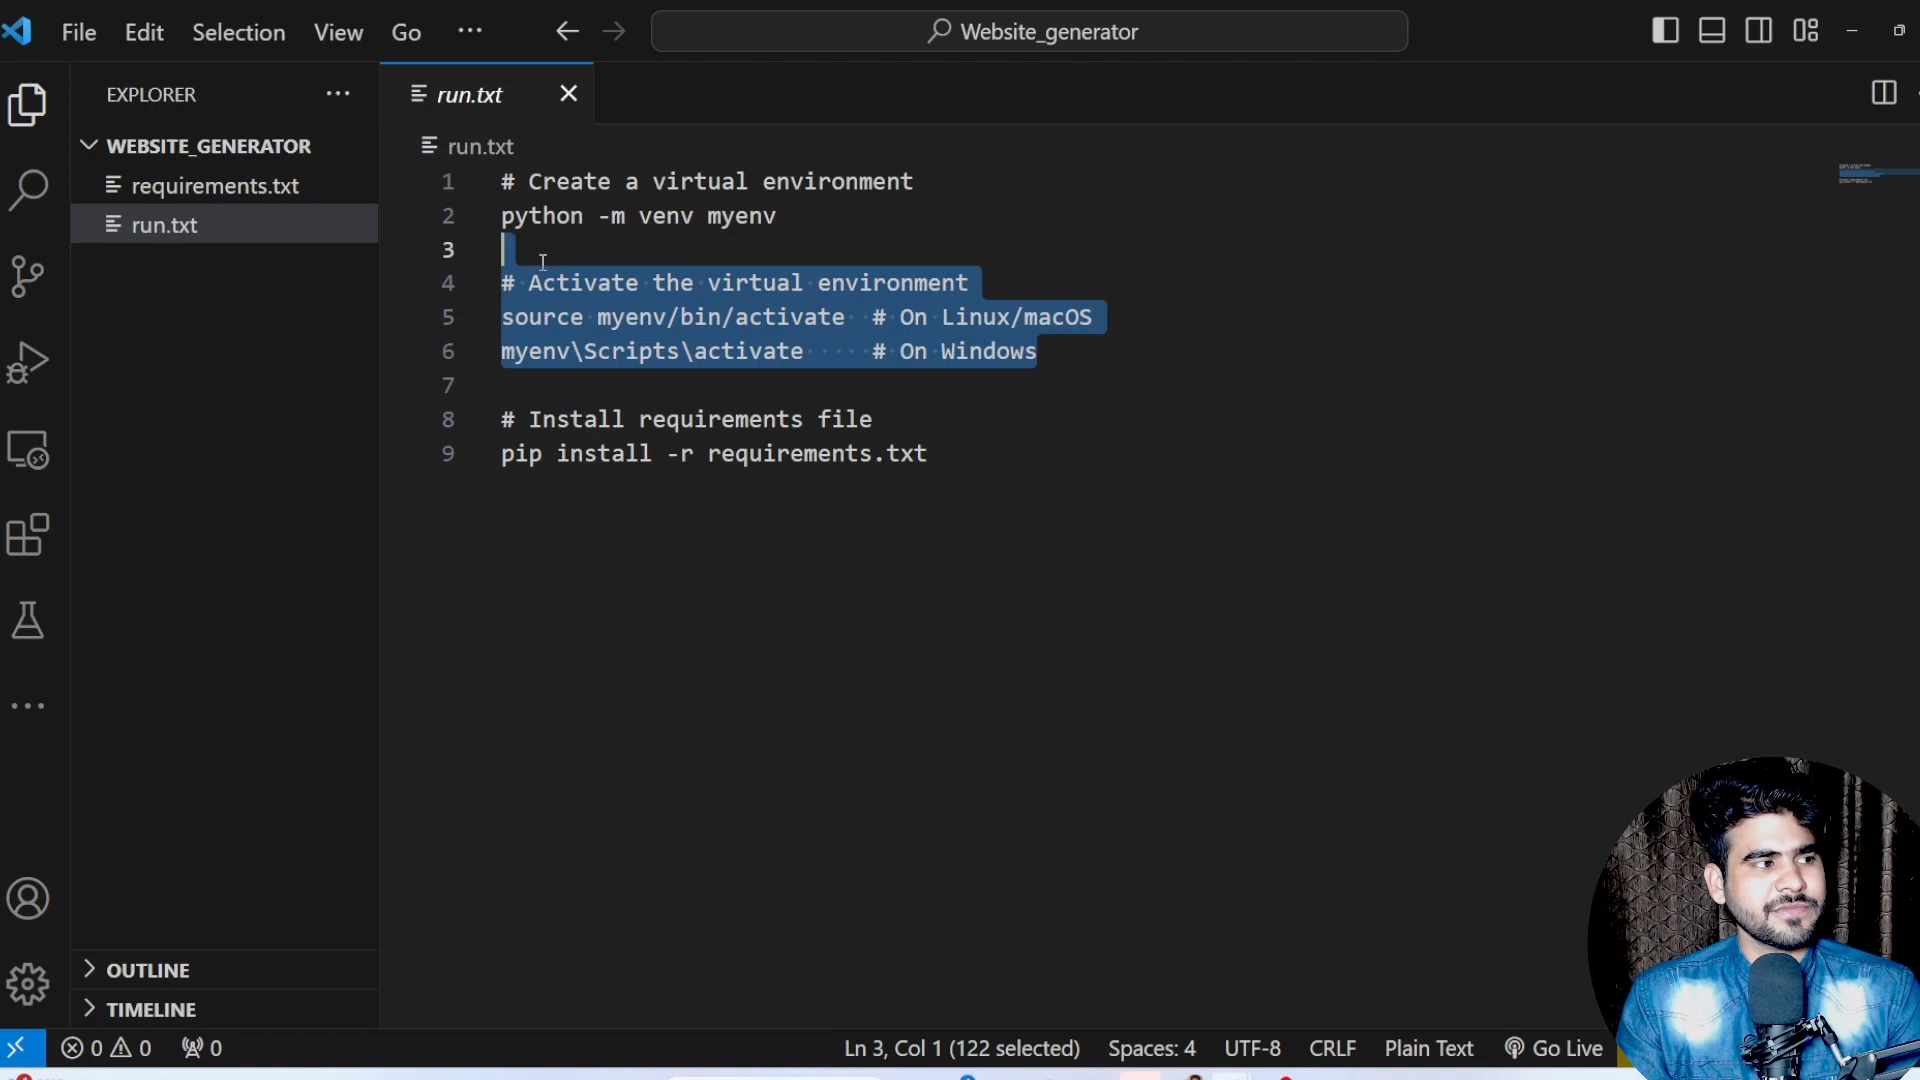 File Edit Selection View Go ··· Website_generator
EXPLORER ···
WEBSITE_GENERATOR
requirements.txt
run.txt
OUTLINE
TIMELINE
run.txt
run.txt
1 # Create a virtual environment
2 python -m venv myenv
3
4 # Activate the virtual environment
5 source myenv/bin/activate # On Linux/macOS
6 myenv\Scripts\activate # On Windows
7
8 # Install requirements file
9 pip install -r requirements.txt
0 0 0 Ln 3, Col 1 (122 selected) Spaces: 4 UTF-8 CRLF Plain Text Go Live